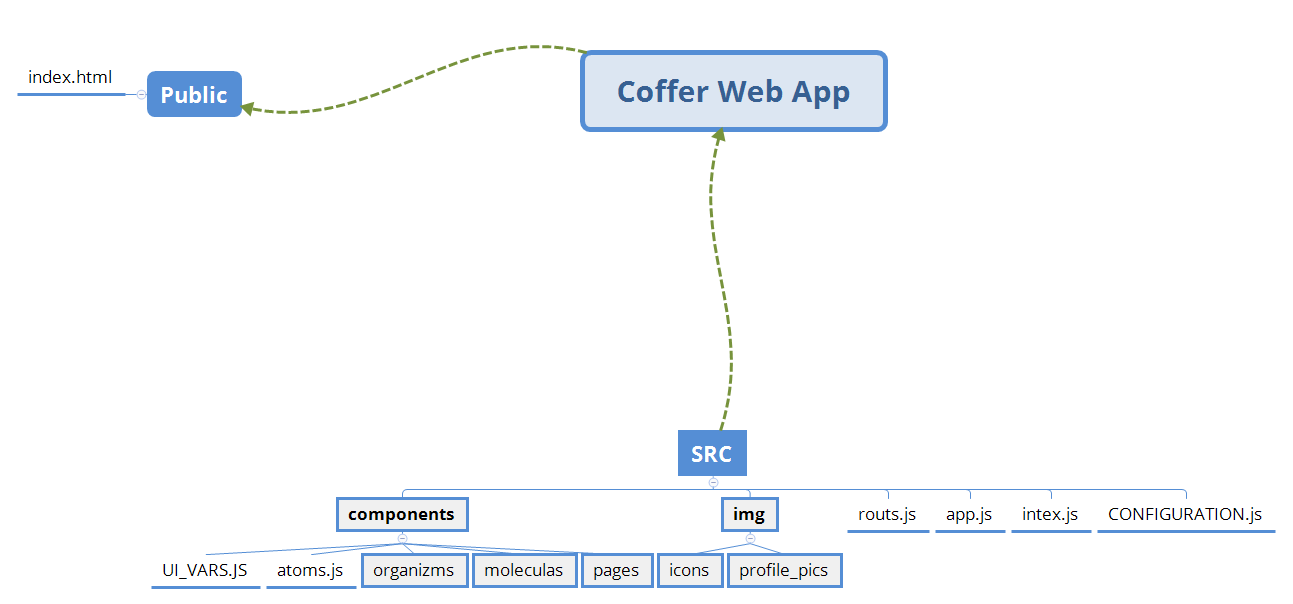 index.html
Public
Coffer Web App
SRC
components
img
routs.js
app.js
intex.js
CONFIGURATION.js
UI_VARS.JS
atoms.js
organizms
moleculas
pages
icons
profile_pics